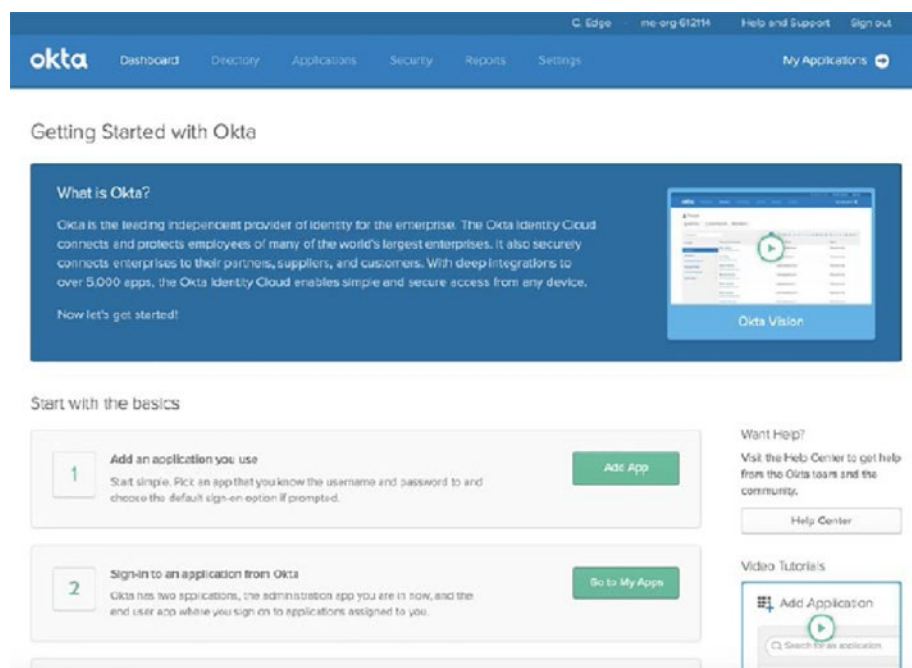 C. Edge me-org-612114 Help and Support Sign out
okta Dashboard Directory Applications Security Reports Settings My Applications
Getting Started with Okta
What is Okta?
Okta is the leading independent provider of identity for the enterprise. The Okta Identity Cloud
connects and protects employees of many of the world's largest enterprises. It also securely
connects enterprises to their partners, suppliers, and customers. With deep integrations to
over 5,000 apps, the Okta Identity Cloud enables simple and secure access from any device.
Now let's get started!
Okta Vision
Start with the basics
1
Add an application you use
Start simple. Pick an app that you know the username and password to and
choose the default sign-on option if prompted.
Add App
2
Sign-in to an application from Okta
Okta has two applications, the administration app you are in now, and the
end user app where you sign on to applications assigned to you.
Go to My Apps
Want Help?
Visit the Help Center to get help
from the Okta team and the
community.
Help Center
Video Tutorials
Add Application
Search for an application